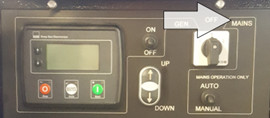 ON
OFF
UP
DOWN
GEN.
OFF
MAINS
MAINS OPERATION ONLY
AUTO
MANUAL